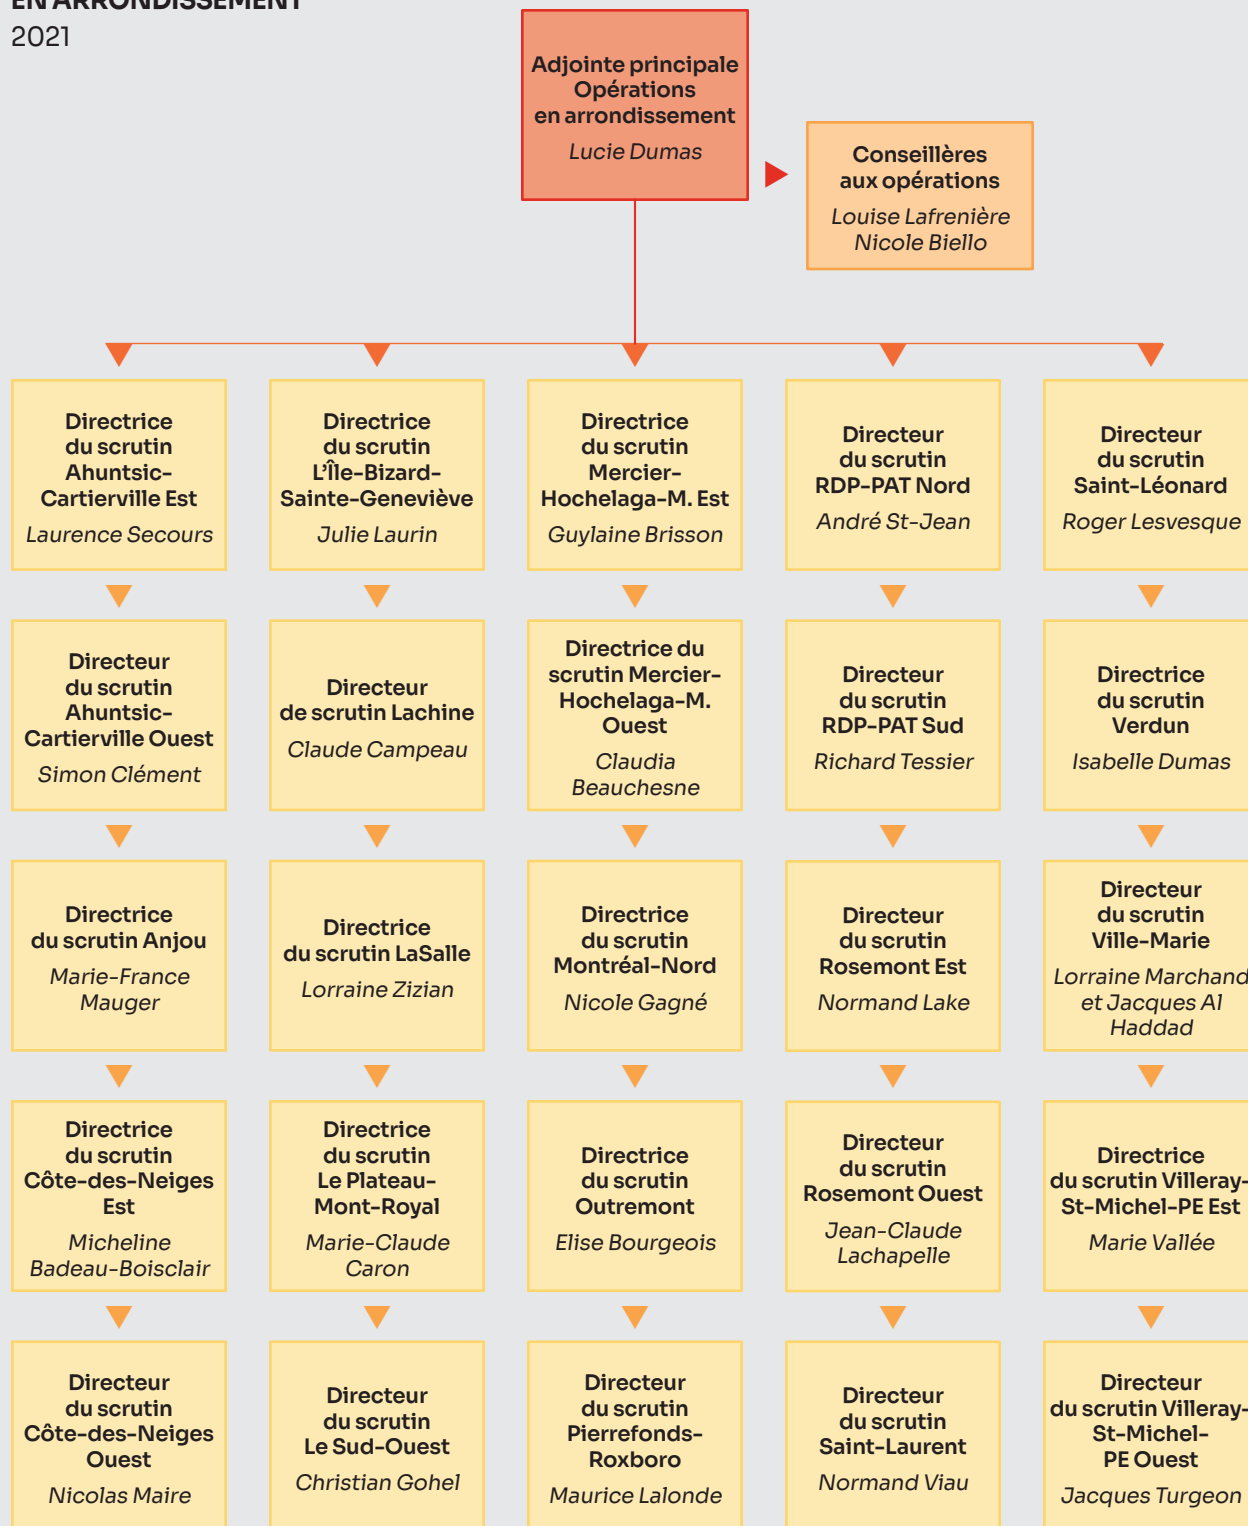 EN ARRONDISSEMENT
2021
Adjointe principale
Opérations
en arrondissement
Lucie Dumas
Conseillères
aux opérations
Louise Lafrenière
Nicole Biello
Directrice
du scrutin
Ahuntsic-
Cartierville Est
Laurence Secours
Directrice
du scrutin
L'Île-Bizard-
Sainte-Geneviève
Julie Laurin
Directrice
du scrutin
Mercier-
Hochelaga-M. Est
Guylaine Brisson
Directeur
du scrutin
RDP-PAT Nord
André St-Jean
Directeur
du scrutin
Saint-Léonard
Roger Lesvesque
Directeur
du scrutin
Ahuntsic-
Cartierville Ouest
Simon Clément
Directeur
de scrutin Lachine
Claude Campeau
Directrice du
scrutin Mercier-
Hochelaga-M.
Ouest
Claudia
Beauchesne
Directeur
du scrutin
RDP-PAT Sud
Richard Tessier
Directrice
du scrutin
Verdun
Isabelle Dumas
Directrice
du scrutin Anjou
Marie-France
Mauger
Directrice
du scrutin LaSalle
Lorraine Zizian
Directrice
du scrutin
Montréal-Nord
Nicole Gagné
Directeur
du scrutin
Rosemont Est
Normand Lake
Directeur
du scrutin
Ville-Marie
Lorraine Marchand
et Jacques Al
Haddad
Directrice
du scrutin
Côte-des-Neiges
Est
Micheline
Badeau-Boisclair
Directrice
du scrutin
Le Plateau-
Mont-Royal
Marie-Claude
Caron
Directrice
du scrutin
Outremont
Elise Bourgeois
Directeur
du scrutin
Rosemont Ouest
Jean-Claude
Lachapelle
Directrice
du scrutin Villeray-
St-Michel-PE Est
Marie Vallée
Directeur
du scrutin
Côte-des-Neiges
Ouest
Nicolas Maire
Directeur
du scrutin
Le Sud-Ouest
Christian Gohel
Directeur
du scrutin
Pierrefonds-
Roxboro
Maurice Lalonde
Directeur
du scrutin
Saint-Laurent
Normand Viau
Directeur
du scrutin Villeray-
St-Michel-
PE Ouest
Jacques Turgeon